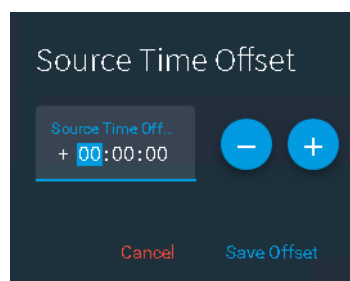 Source Time Offset
Source Time Off...
+ 00:00:00
− +
Cancel Save Offset